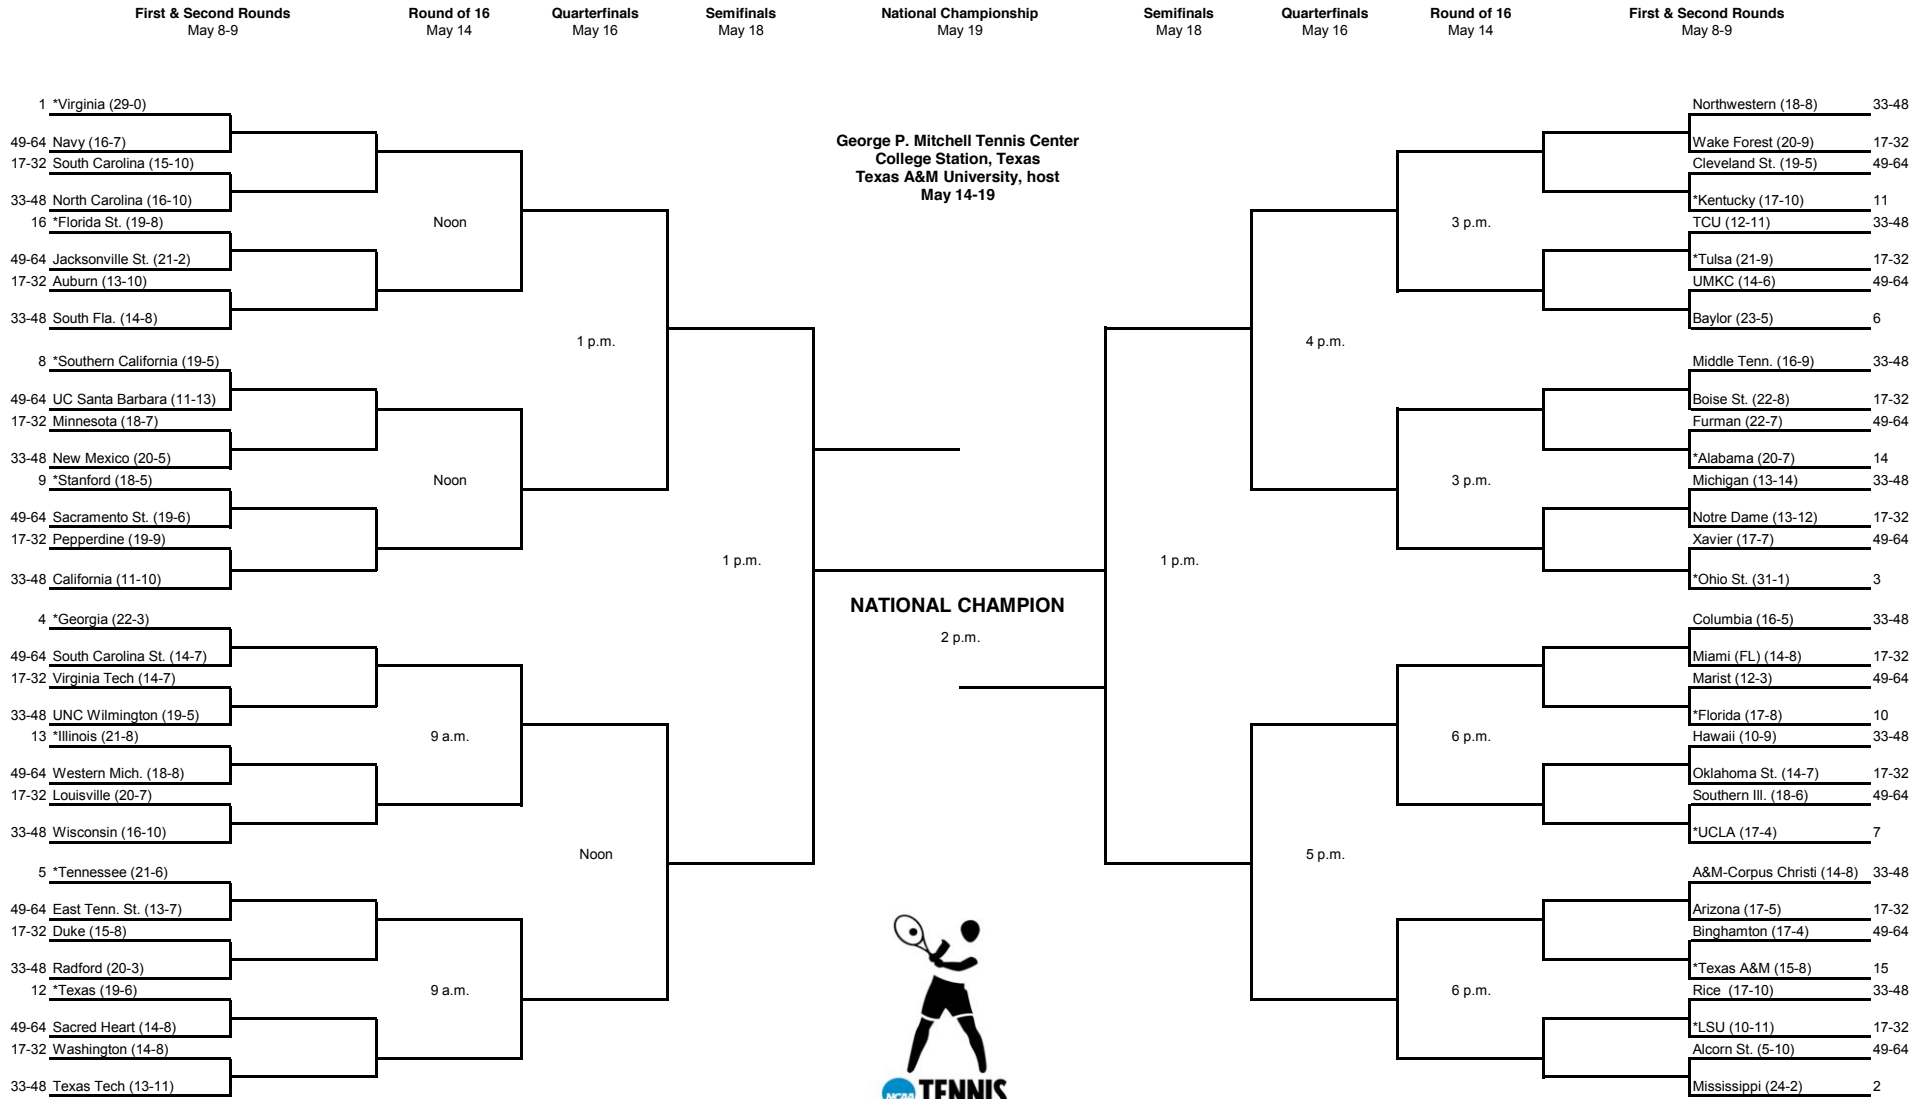 First & Second Rounds
May 8-9
Round of 16
May 14
Quarterfinals
May 16
Semifinals
May 18
National Championship
May 19
Semifinals
May 18
Quarterfinals
May 16
Round of 16
May 14
First & Second Rounds
May 8-9
1 *Virginia (29-0)
49-64 Navy (16-7)
17-32 South Carolina (15-10)
33-48 North Carolina (16-10)
16 *Florida St. (19-8)
49-64 Jacksonville St. (21-2)
17-32 Auburn (13-10)
33-48 South Fla. (14-8)
8 *Southern California (19-5)
49-64 UC Santa Barbara (11-13)
17-32 Minnesota (18-7)
33-48 New Mexico (20-5)
9 *Stanford (18-5)
49-64 Sacramento St. (19-6)
17-32 Pepperdine (19-9)
33-48 California (11-10)
4 *Georgia (22-3)
49-64 South Carolina St. (14-7)
17-32 Virginia Tech (14-7)
33-48 UNC Wilmington (19-5)
13 *Illinois (21-8)
49-64 Western Mich. (18-8)
17-32 Louisville (20-7)
33-48 Wisconsin (16-10)
5 *Tennessee (21-6)
49-64 East Tenn. St. (13-7)
17-32 Duke (15-8)
33-48 Radford (20-3)
12 *Texas (19-6)
49-64 Sacred Heart (14-8)
17-32 Washington (14-8)
33-48 Texas Tech (13-11)
Noon
Noon
9 a.m.
9 a.m.
1 p.m.
Noon
1 p.m.
George P. Mitchell Tennis Center
College Station, Texas
Texas A&M University, host
May 14-19
NATIONAL CHAMPION
2 p.m.
NCAA TENNIS
1 p.m.
4 p.m.
5 p.m.
3 p.m.
3 p.m.
6 p.m.
6 p.m.
Northwestern (18-8) 33-48
Wake Forest (20-9) 17-32
Cleveland St. (19-5) 49-64
*Kentucky (17-10) 11
TCU (12-11) 33-48
*Tulsa (21-9) 17-32
UMKC (14-6) 49-64
Baylor (23-5) 6
Middle Tenn. (16-9) 33-48
Boise St. (22-8) 17-32
Furman (22-7) 49-64
*Alabama (20-7) 14
Michigan (13-14) 33-48
Notre Dame (13-12) 17-32
Xavier (17-7) 49-64
*Ohio St. (31-1) 3
Columbia (16-5) 33-48
Miami (FL) (14-8) 17-32
Marist (12-3) 49-64
*Florida (17-8) 10
Hawaii (10-9) 33-48
Oklahoma St. (14-7) 17-32
Southern Ill. (18-6) 49-64
*UCLA (17-4) 7
A&M-Corpus Christi (14-8) 33-48
Arizona (17-5) 17-32
Binghamton (17-4) 49-64
*Texas A&M (15-8) 15
Rice (17-10) 33-48
*LSU (10-11) 17-32
Alcorn St. (5-10) 49-64
Mississippi (24-2) 2